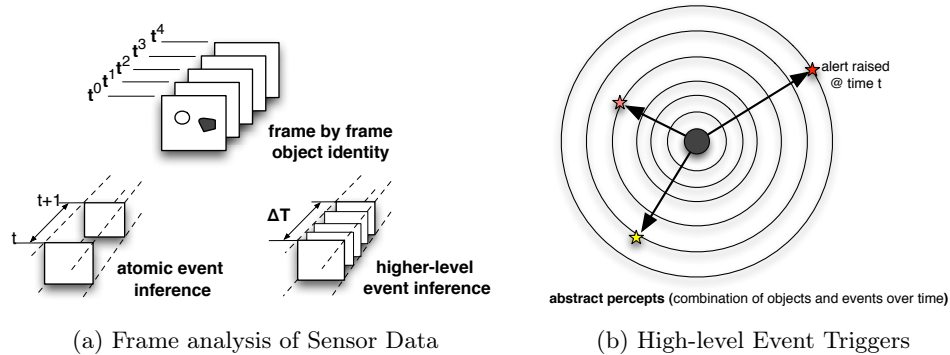 t⁰ t¹ t² t³ t⁴
frame by frame
object identity
t+1
t
atomic event
inference
ΔT
higher-level
event inference
(a) Frame analysis of Sensor Data
alert raised
@ time t
abstract percepts (combination of objects and events over time)
(b) High-level Event Triggers